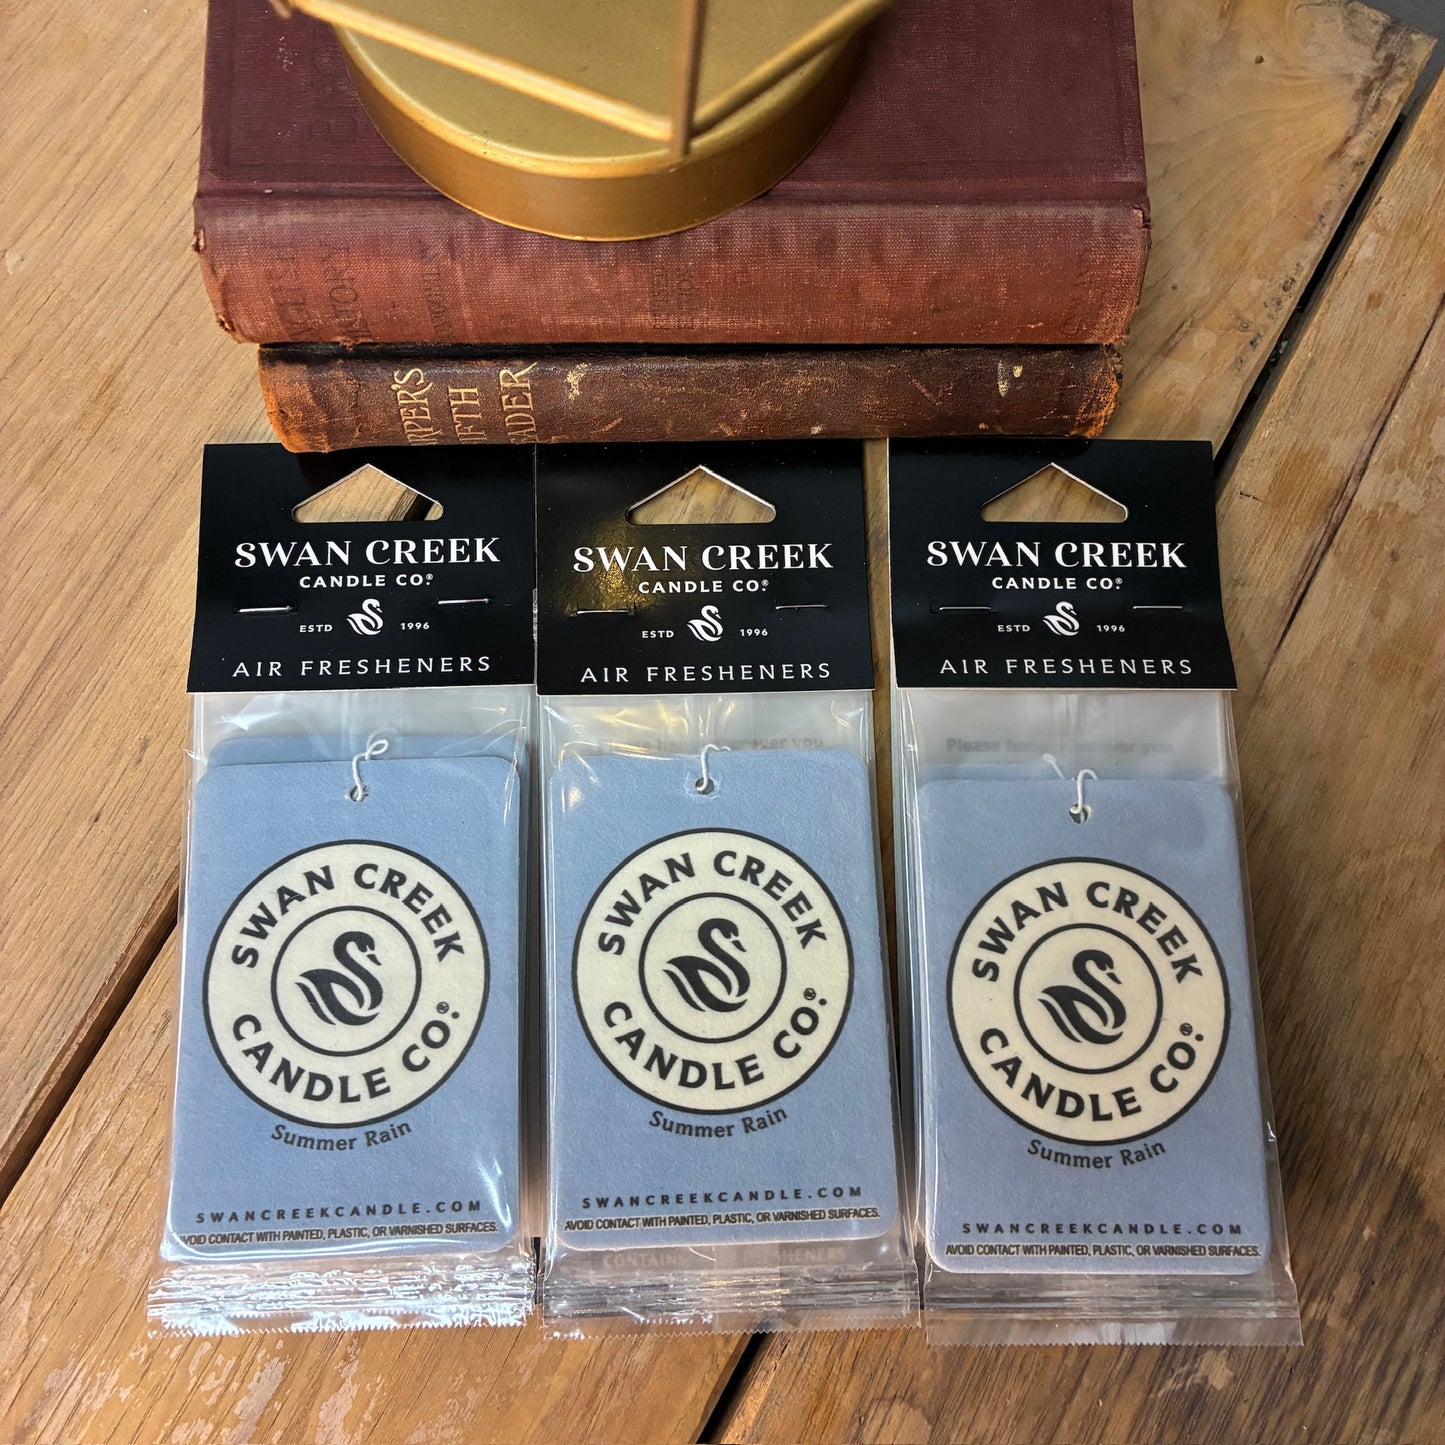 HARPER'S
FIFTH
READER
SWAN CREEK
CANDLE CO.®
ESTD 1996
AIR FRESHENERS
SWAN CREEK
CANDLE CO.®
Summer Rain
SWANCREEKCANDLE.COM
AVOID CONTACT WITH PAINTED, PLASTIC, OR VARNISHED SURFACES.
SWAN CREEK
CANDLE CO.®
ESTD 1996
AIR FRESHENERS
SWAN CREEK
CANDLE CO.®
Summer Rain
SWANCREEKCANDLE.COM
AVOID CONTACT WITH PAINTED, PLASTIC, OR VARNISHED SURFACES.
SWAN CREEK
CANDLE CO.®
ESTD 1996
AIR FRESHENERS
Please
SWAN CREEK
CANDLE CO.®
Summer Rain
SWANCREEKCANDLE.COM
AVOID CONTACT WITH PAINTED, PLASTIC, OR VARNISHED SURFACES.